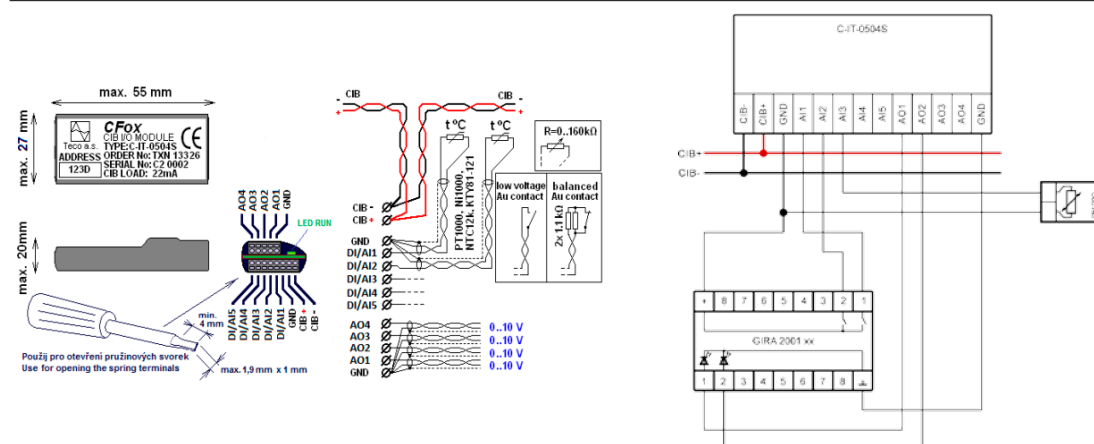 max. 55 mm
max. 27 mm
CFox
CIB I/O MODULE
Teco a.s. TYPE:C-IT-0504S
ADDRESS ORDER No: TXN 13326
SERIAL No: C2 0002
123D CIB LOAD: 22mA
CE
max. 20mm
AO4
AO3
AO2
AO1
GND
LED RUN
DI/AI5
DI/AI4
DI/AI3
DI/AI2
DI/AI1
GND
CIB +
CIB -
min.
4 mm
max. 1,9 mm x 1 mm
Použij pro otevření pružinových svorek
Use for opening the spring terminals
- CIB
+
CIB -
+
t ºC
t ºC
R=0..160kΩ
PT1000, Ni1000,
NTC12k, KTY81-121
low voltage
Au contact
balanced
Au contact
2x 1,1 kΩ
CIB -
CIB +
GND
DI/AI1
DI/AI2
DI/AI3
DI/AI4
DI/AI5
AO4
AO3
AO2
AO1
GND
0..10 V
0..10 V
0..10 V
0..10 V
C-IT-0504S
CIB- CIB+ GND AI1 AI2 AI3 AI4 AI5 AO1 AO2 AO3 AO4 GND
CIB+
CIB-
+ 8 7 6 5 4 3 2 1
GIRA 2001 xx
1 2 3 4 5 6 7 8